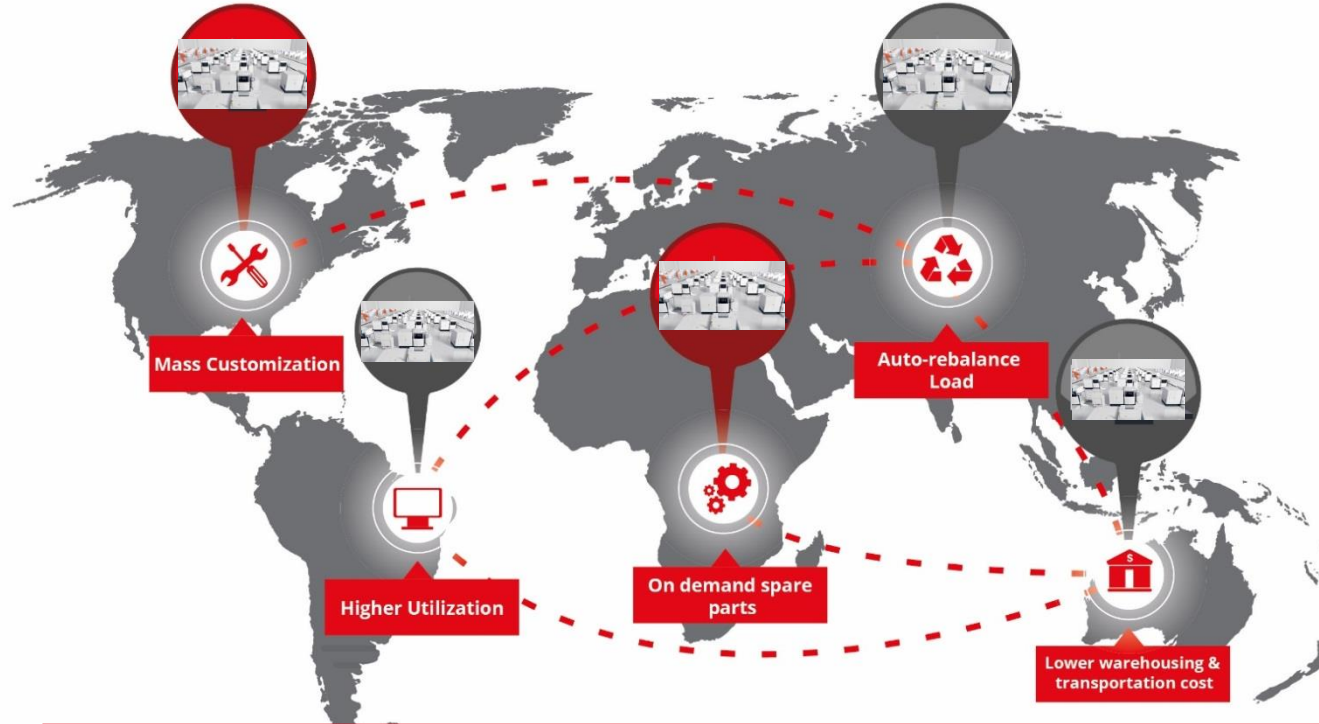 Mass Customization
Auto-rebalance
Load
Higher Utilization
On demand spare
parts
$
Lower warehousing &
transportation cost